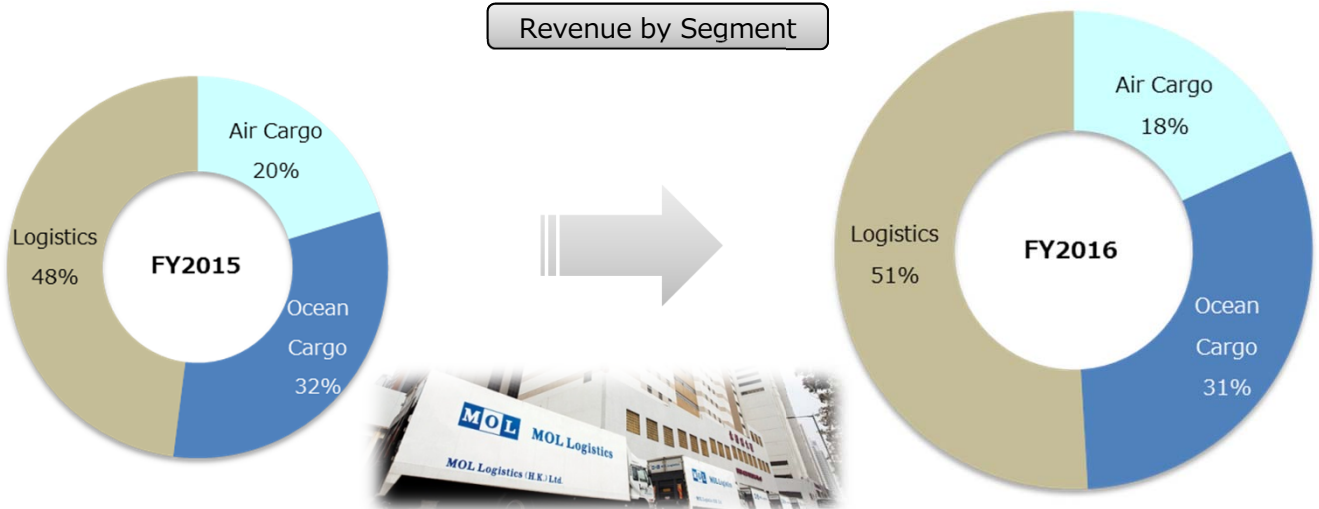 Revenue by Segment
Air Cargo
20%
Logistics
48%
FY2015
Ocean
Cargo
32%
Air Cargo
18%
Logistics
51%
FY2016
Ocean
Cargo
31%
MOL MOL Logistics
MOL Logistics (H.K.) Ltd.
MOL